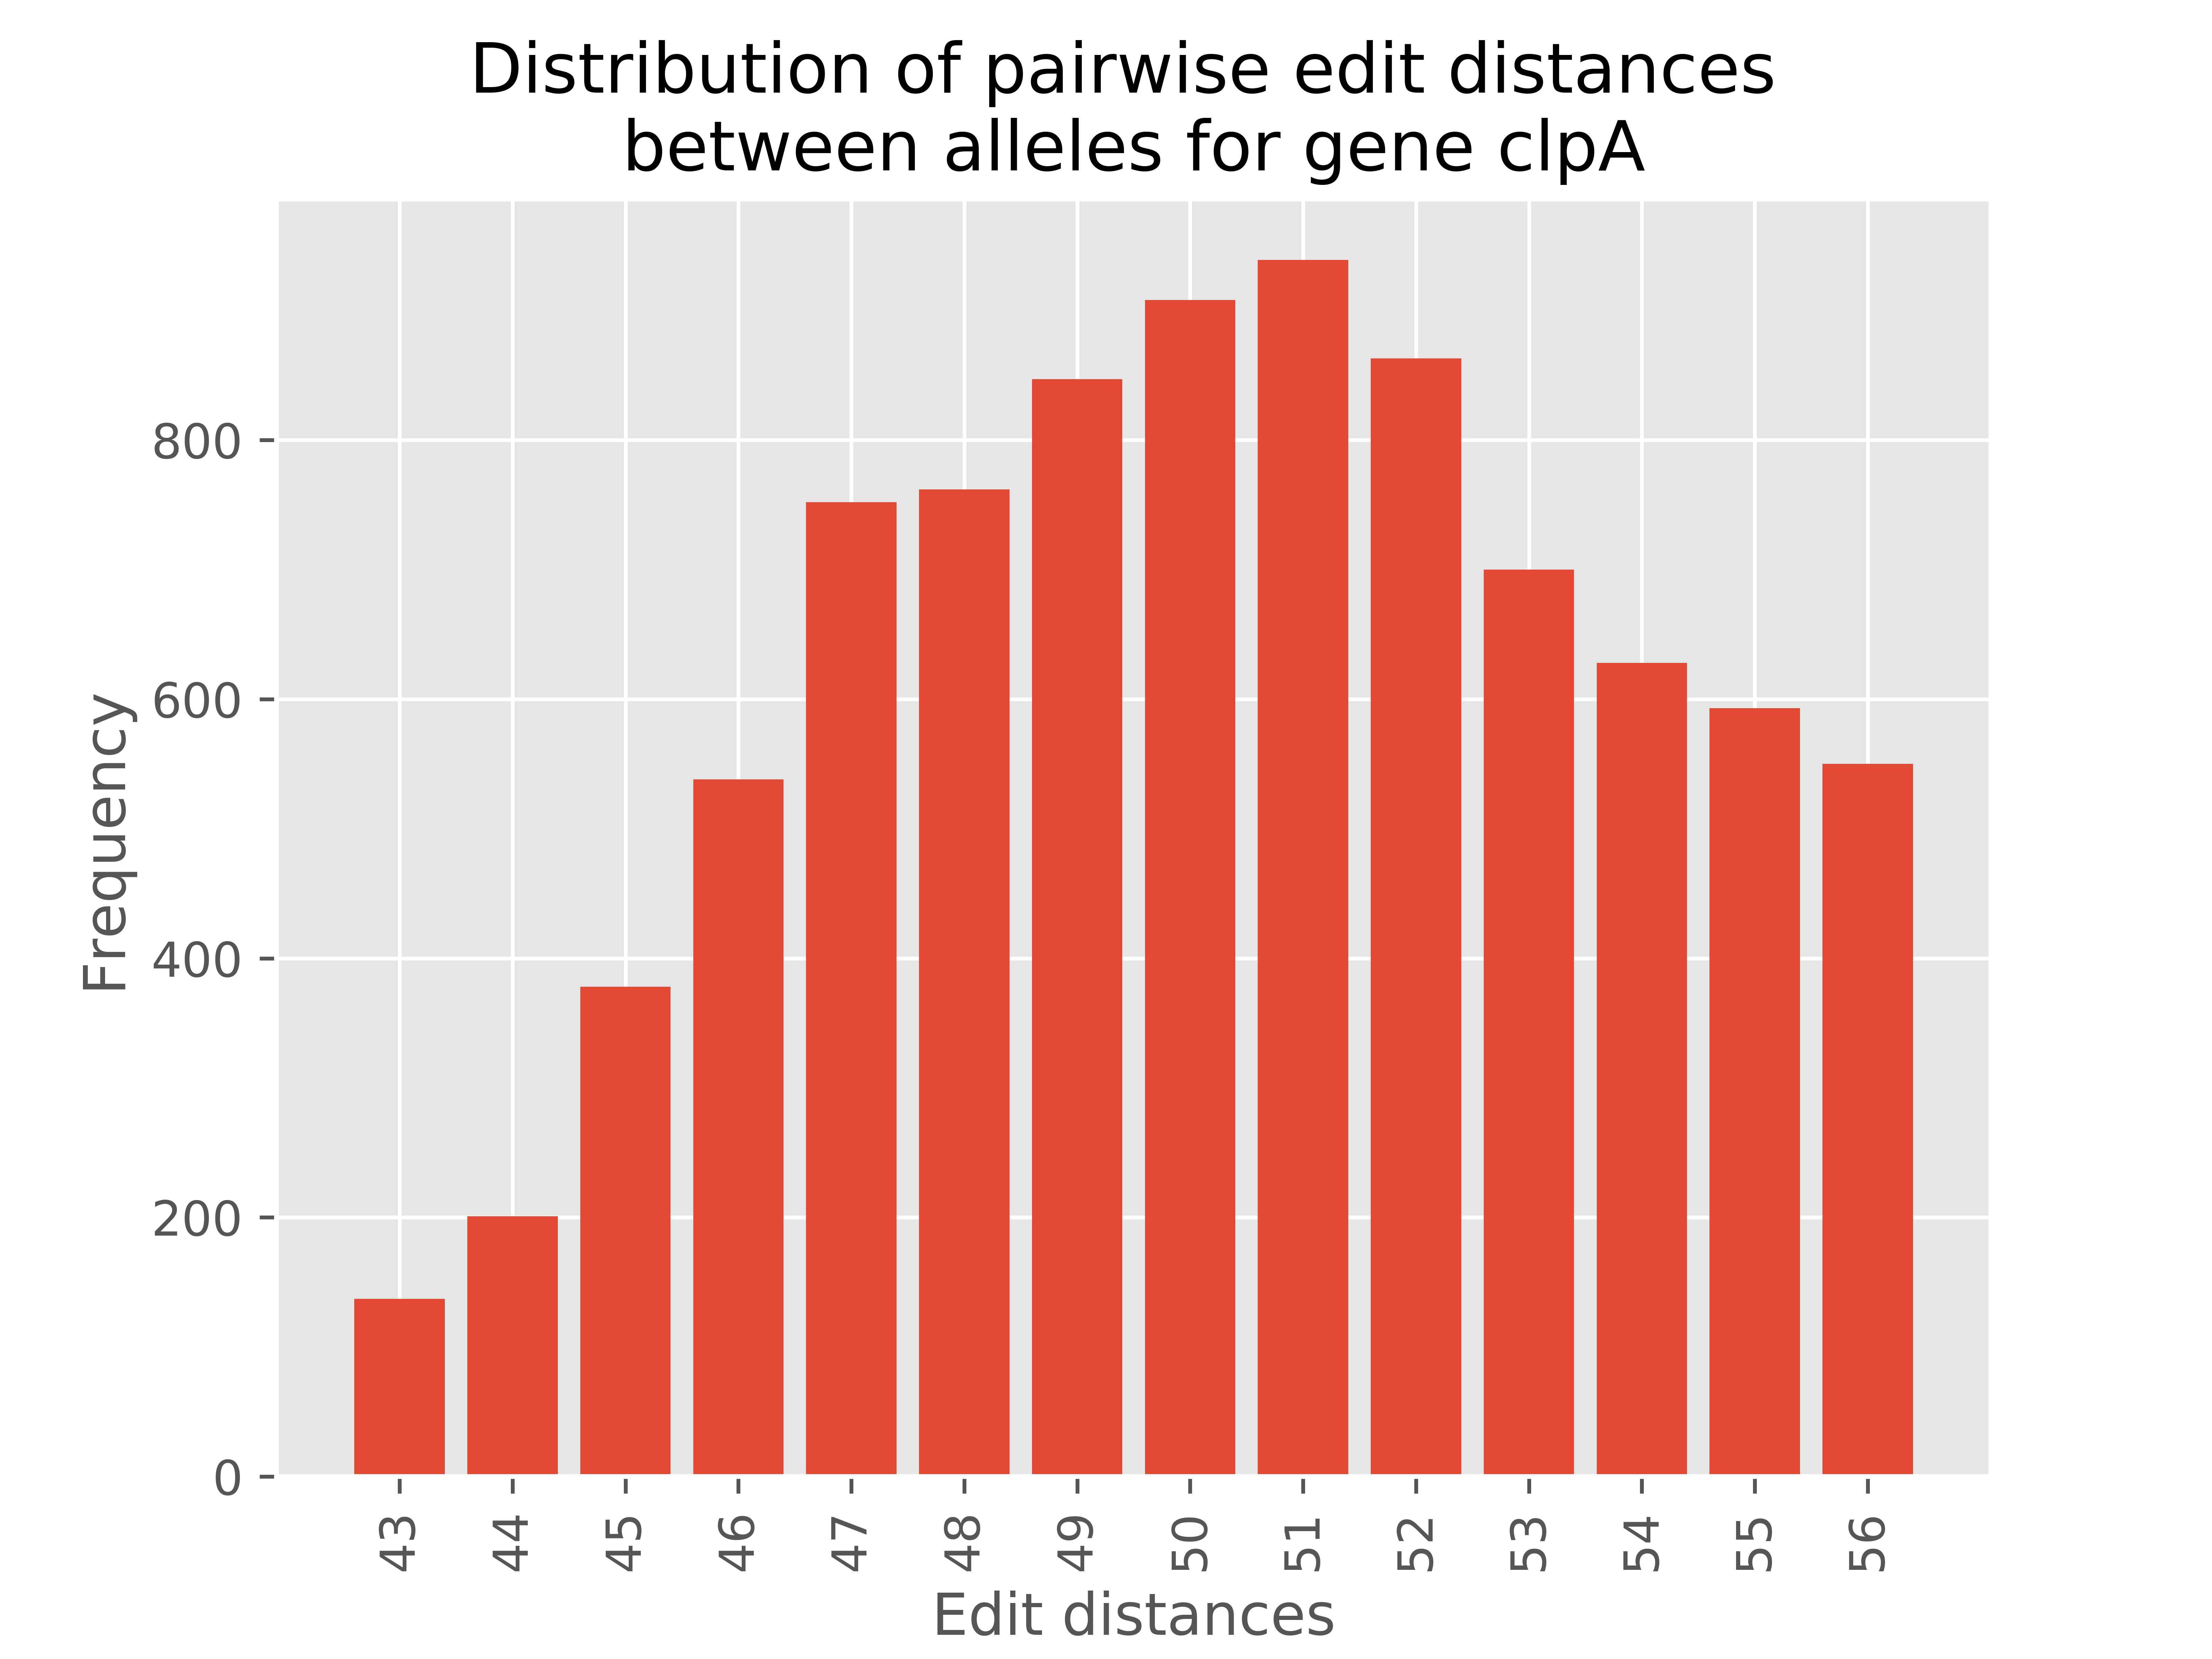 Distribution of pairwise edit distances
between alleles for gene clpA
Frequency
800
600
400
200
0
43 44 45 46 47 48 49 50 51 52 53 54 55 56
Edit distances